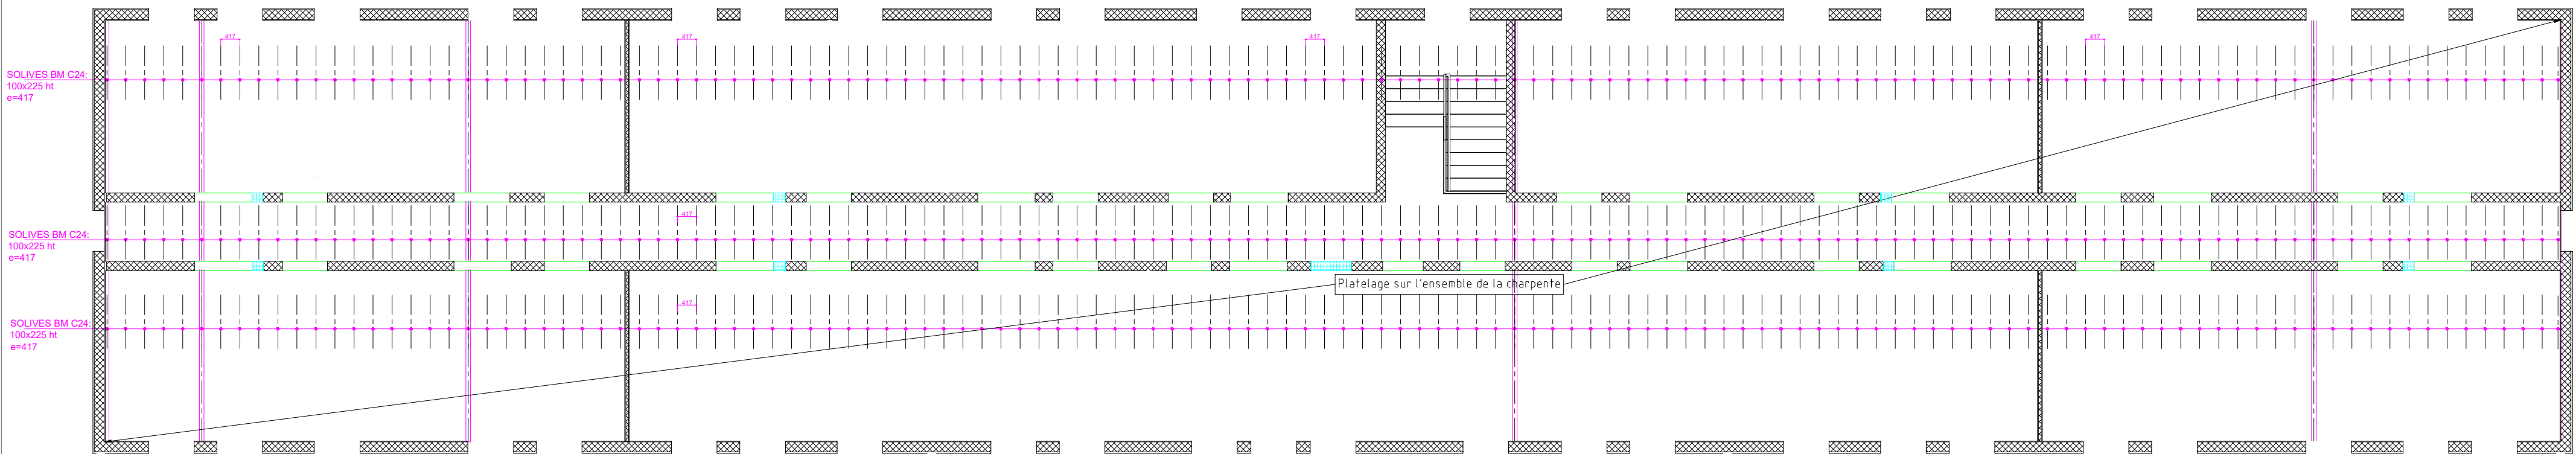 417
417
417
417
SOLIVES BM C24:
100x225 ht
e=417
417
SOLIVES BM C24:
100x225 ht
e=417
Platelage sur l'ensemble de la charpente
417
SOLIVES BM C24:
100x225 ht
e=417